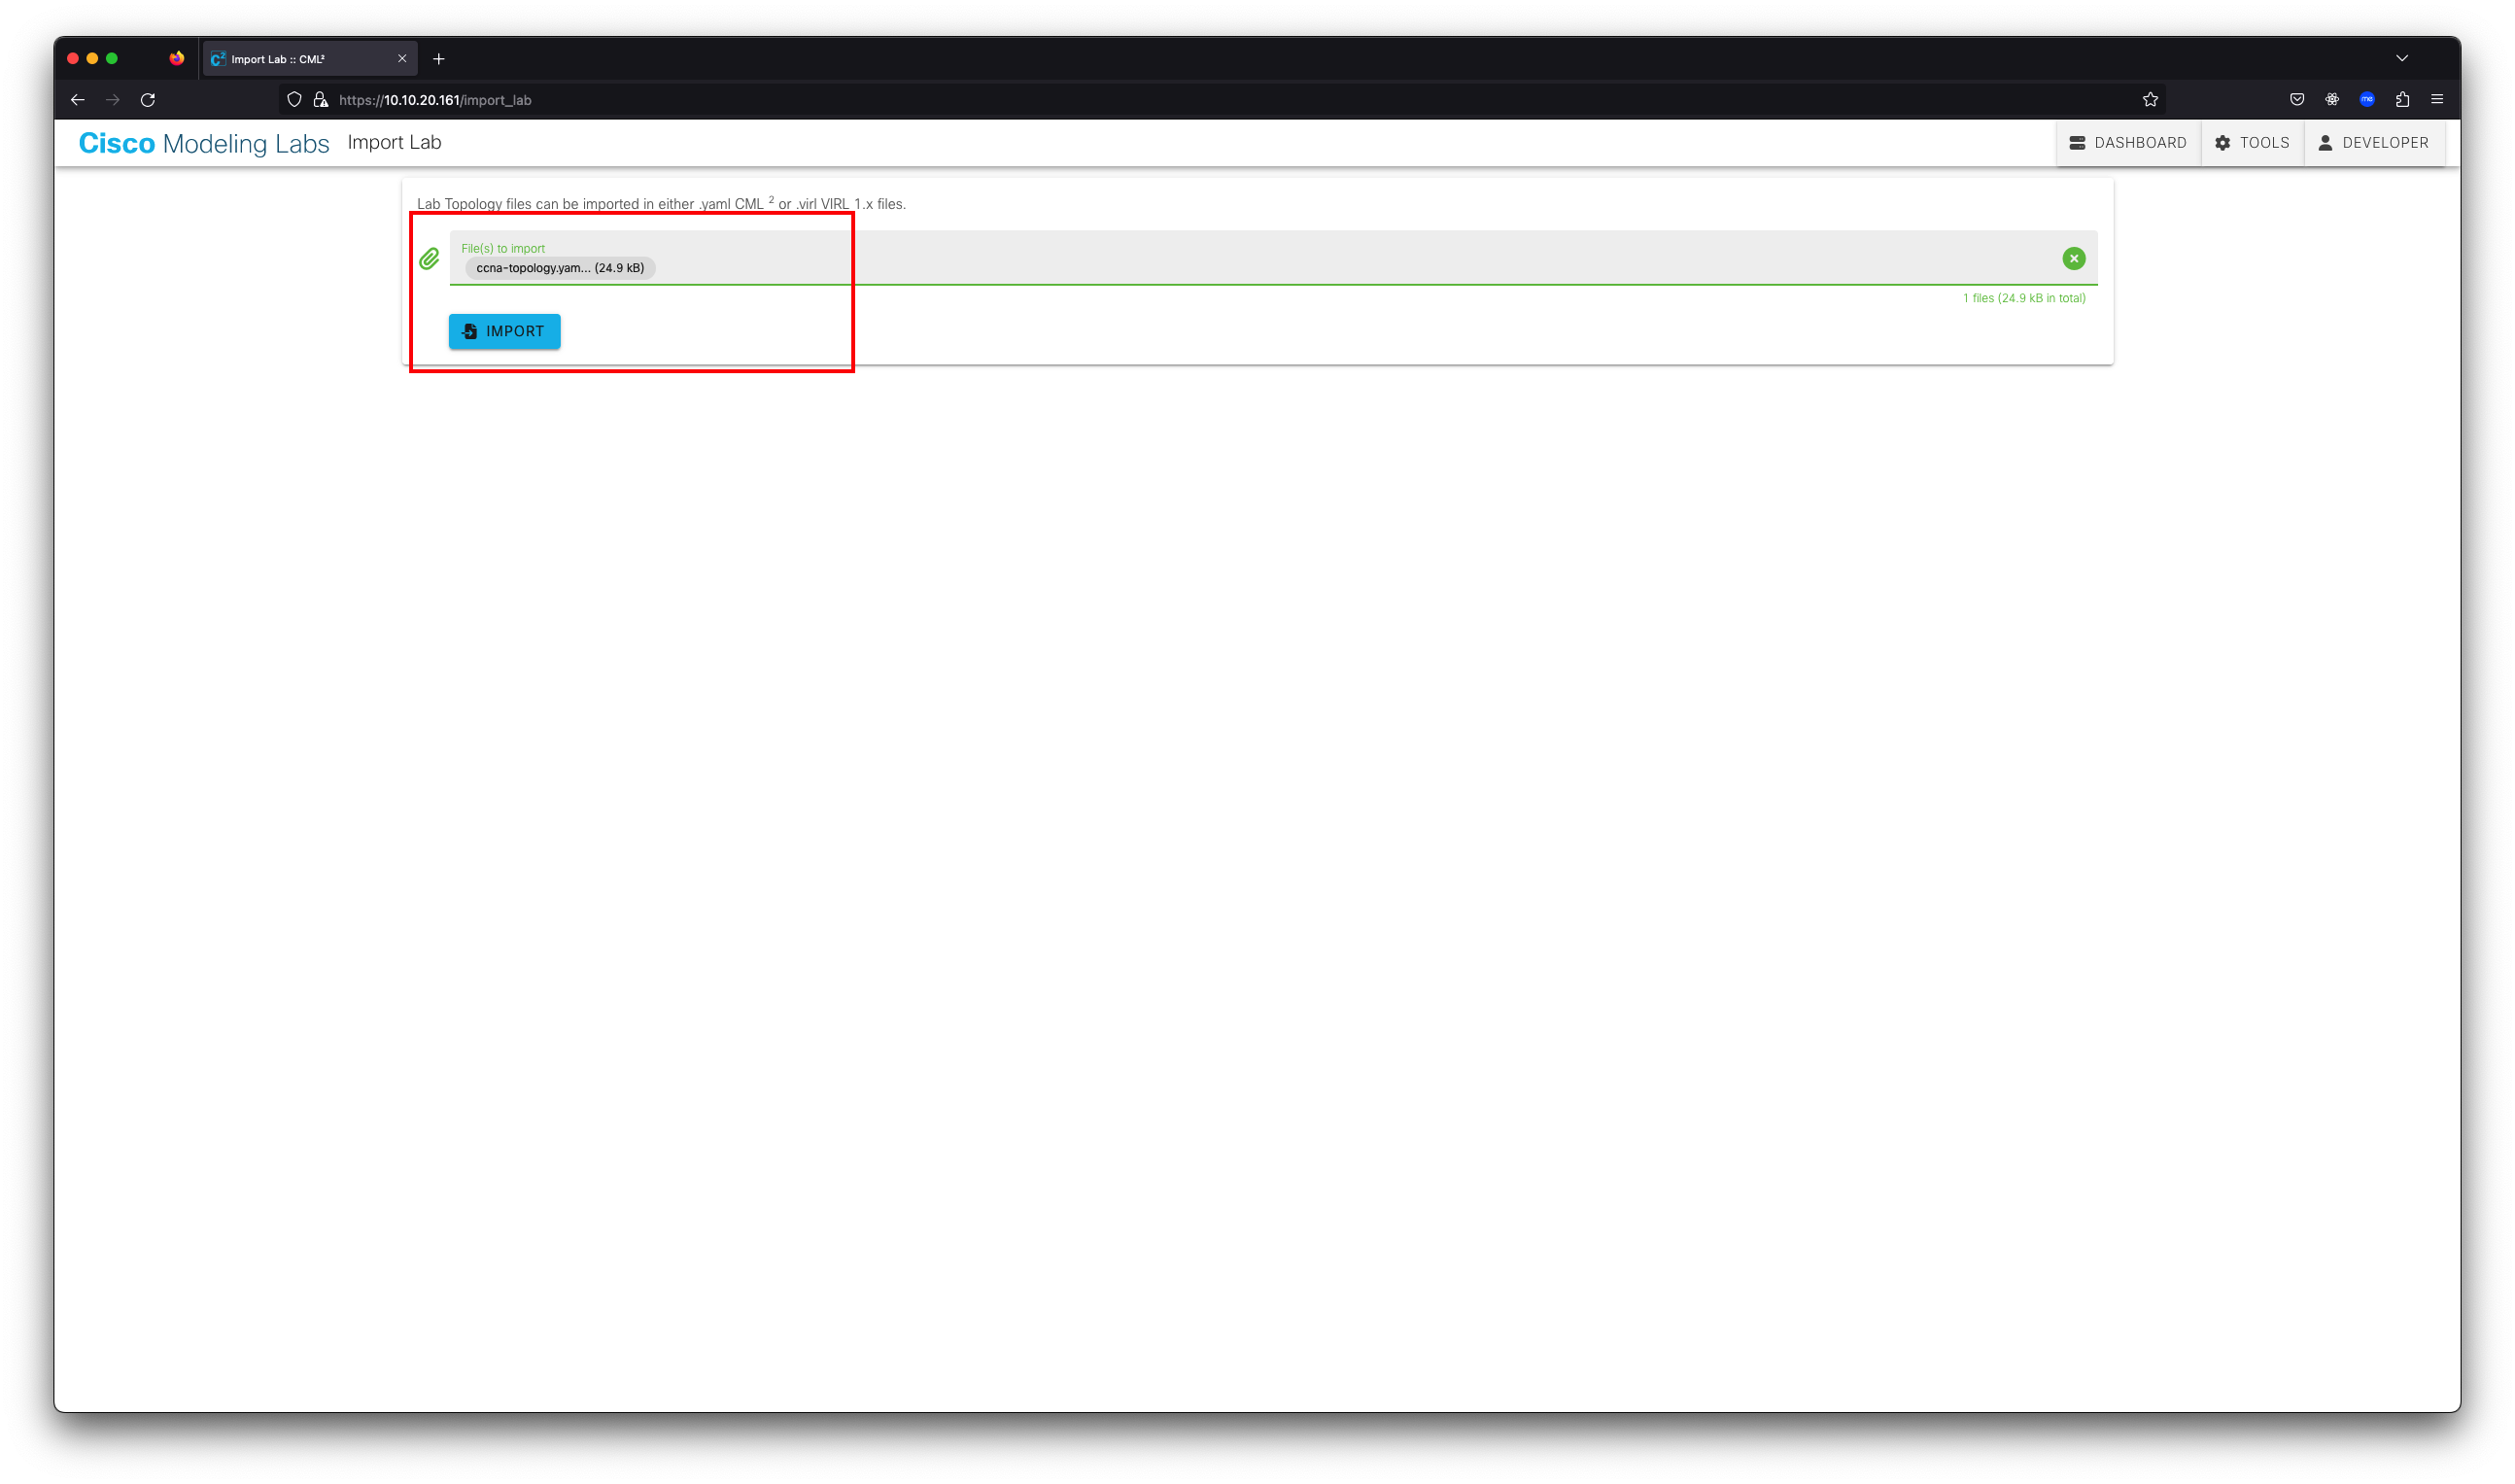 Import Lab :: CML²
https://10.10.20.161/import_lab
Cisco Modeling Labs Import Lab DASHBOARD TOOLS DEVELOPER
Lab Topology files can be imported in either .yaml CML ² or .virl VIRL 1.x files.
File(s) to import
ccna-topology.yam... (24.9 kB)
1 files (24.9 kB in total)
IMPORT